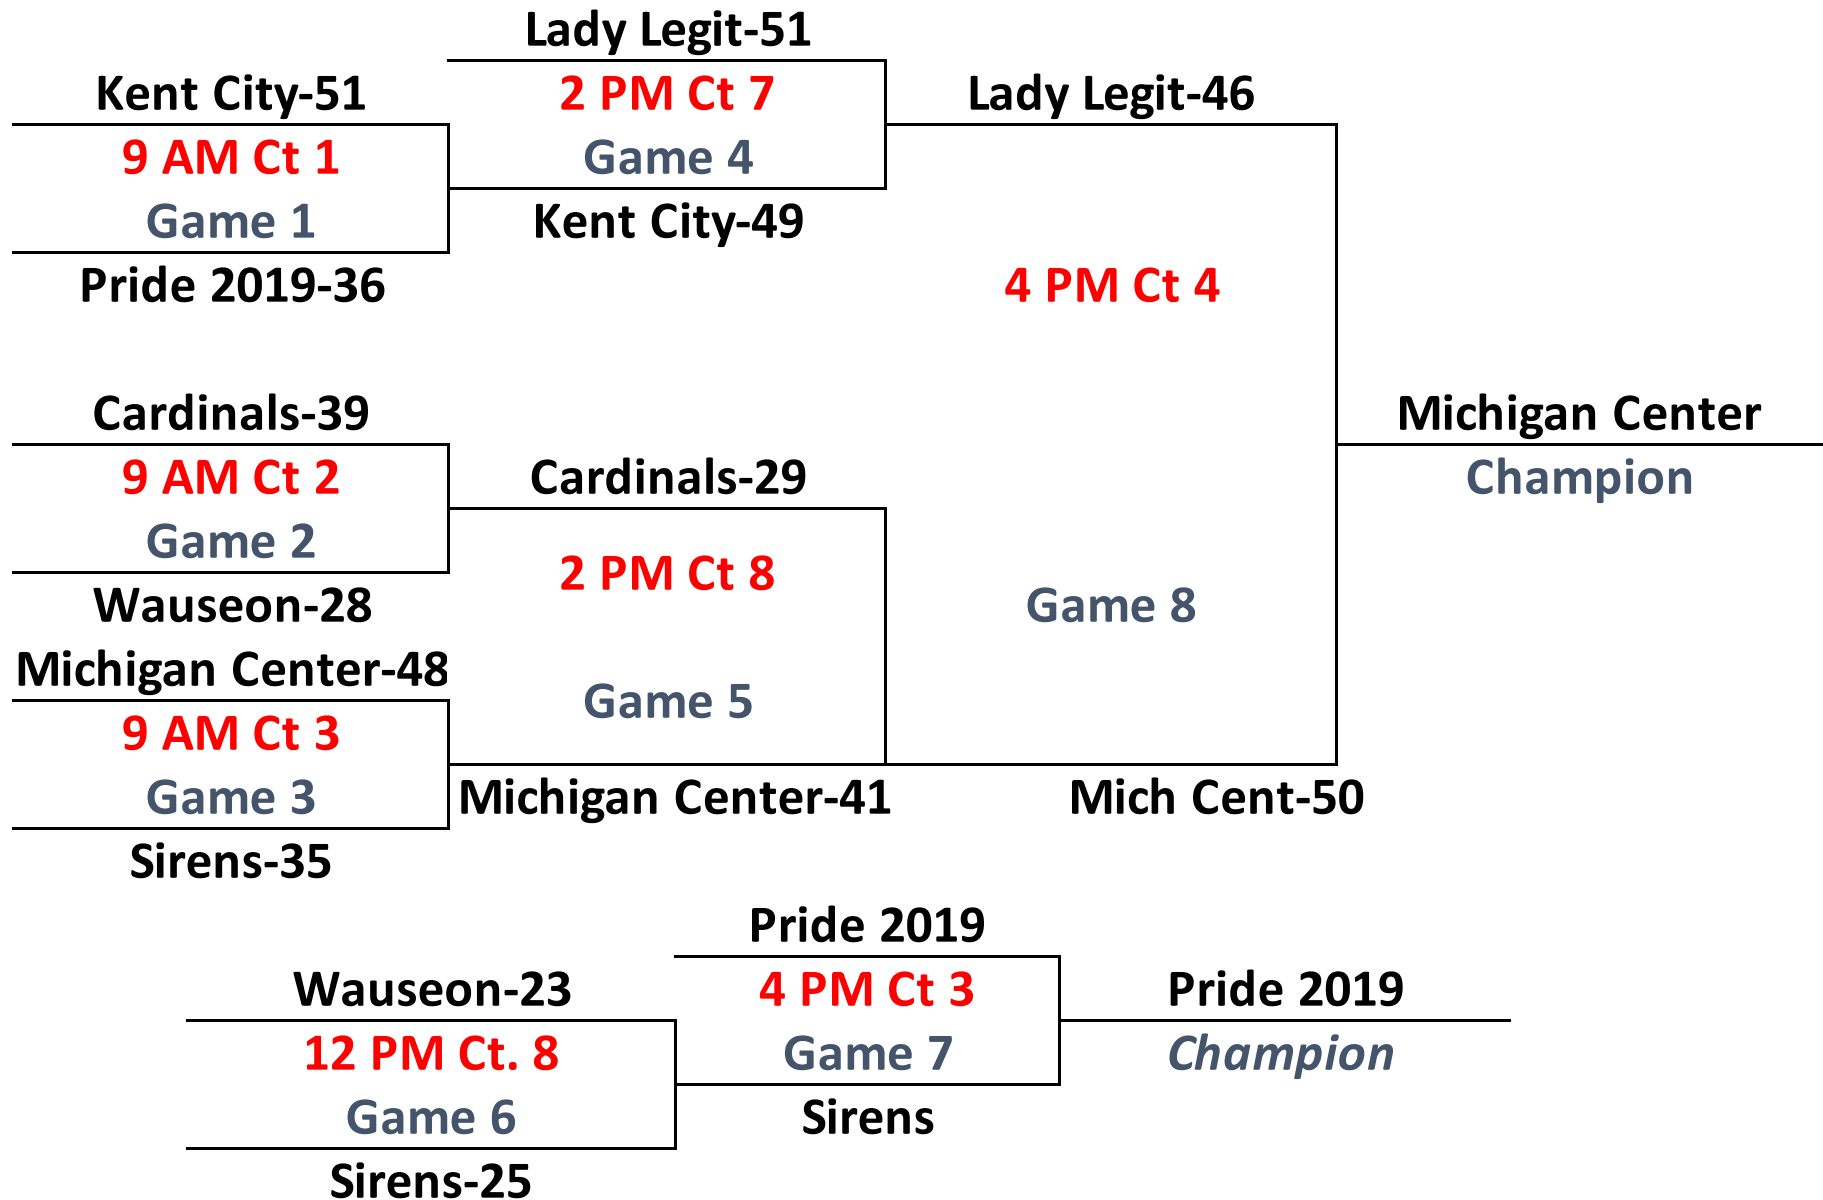 Lady Legit-51
Kent City-51
2 PM Ct 7
Lady Legit-46
9 AM Ct 1
Game 4
Game 1
Kent City-49
Pride 2019-36
4 PM Ct 4
Cardinals-39
Michigan Center
9 AM Ct 2
Cardinals-29
Champion
Game 2
2 PM Ct 8
Wauseon-28
Game 8
Michigan Center-48
Game 5
9 AM Ct 3
Game 3
Michigan Center-41
Mich Cent-50
Sirens-35
Pride 2019
Wauseon-23
4 PM Ct 3
Pride 2019
12 PM Ct. 8
Game 7
Champion
Game 6
Sirens
Sirens-25